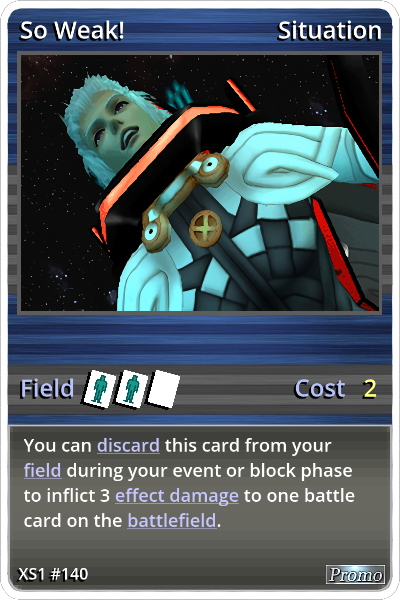 So Weak! Situation
Field Cost 2
You can discard this card from your
field during your event or block phase
to inflict 3 effect damage to one battle
card on the battlefield.
XS1 #140 Promo